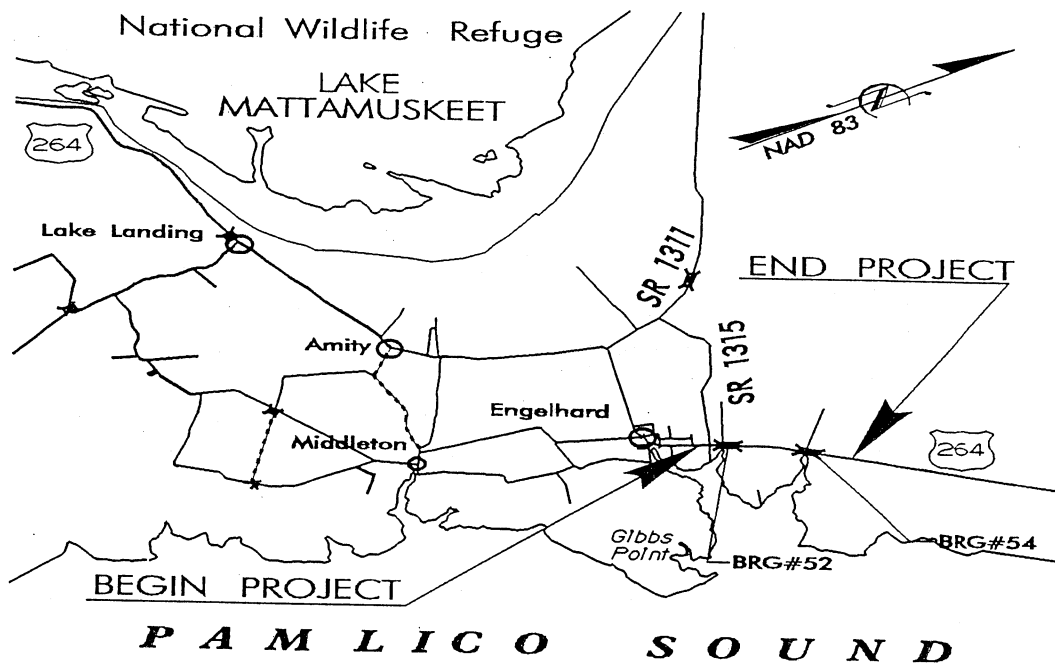 National Wildlife Refuge
LAKE
MATTAMUSKEET
264
NAD 83
Lake Landing
SR 1311
END PROJECT
Amity
SR 1315
Engelhard
Middleton
264
Gibbs
Point
BRG#54
BRG#52
BEGIN PROJECT
PAMLICO SOUND